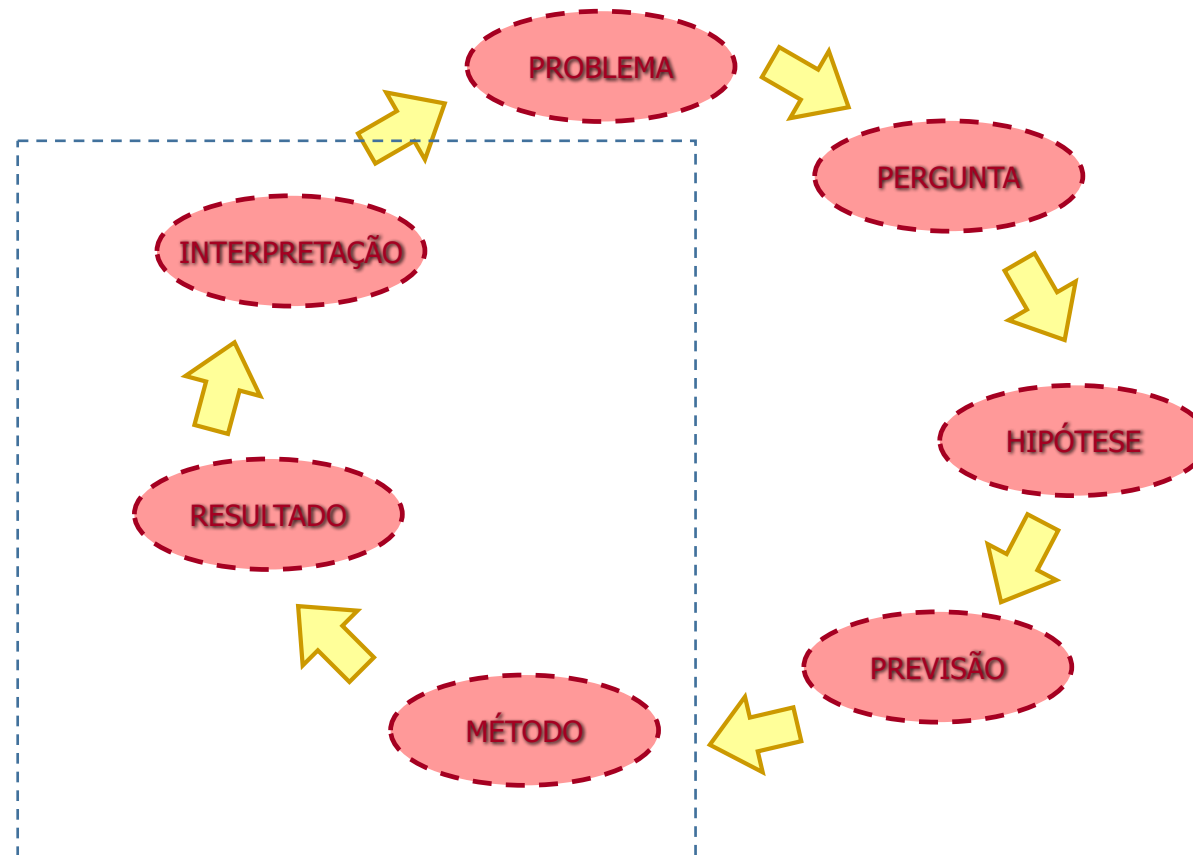 PROBLEMA
PERGUNTA
HIPÓTESE
PREVISÃO
MÉTODO
RESULTADO
INTERPRETAÇÃO